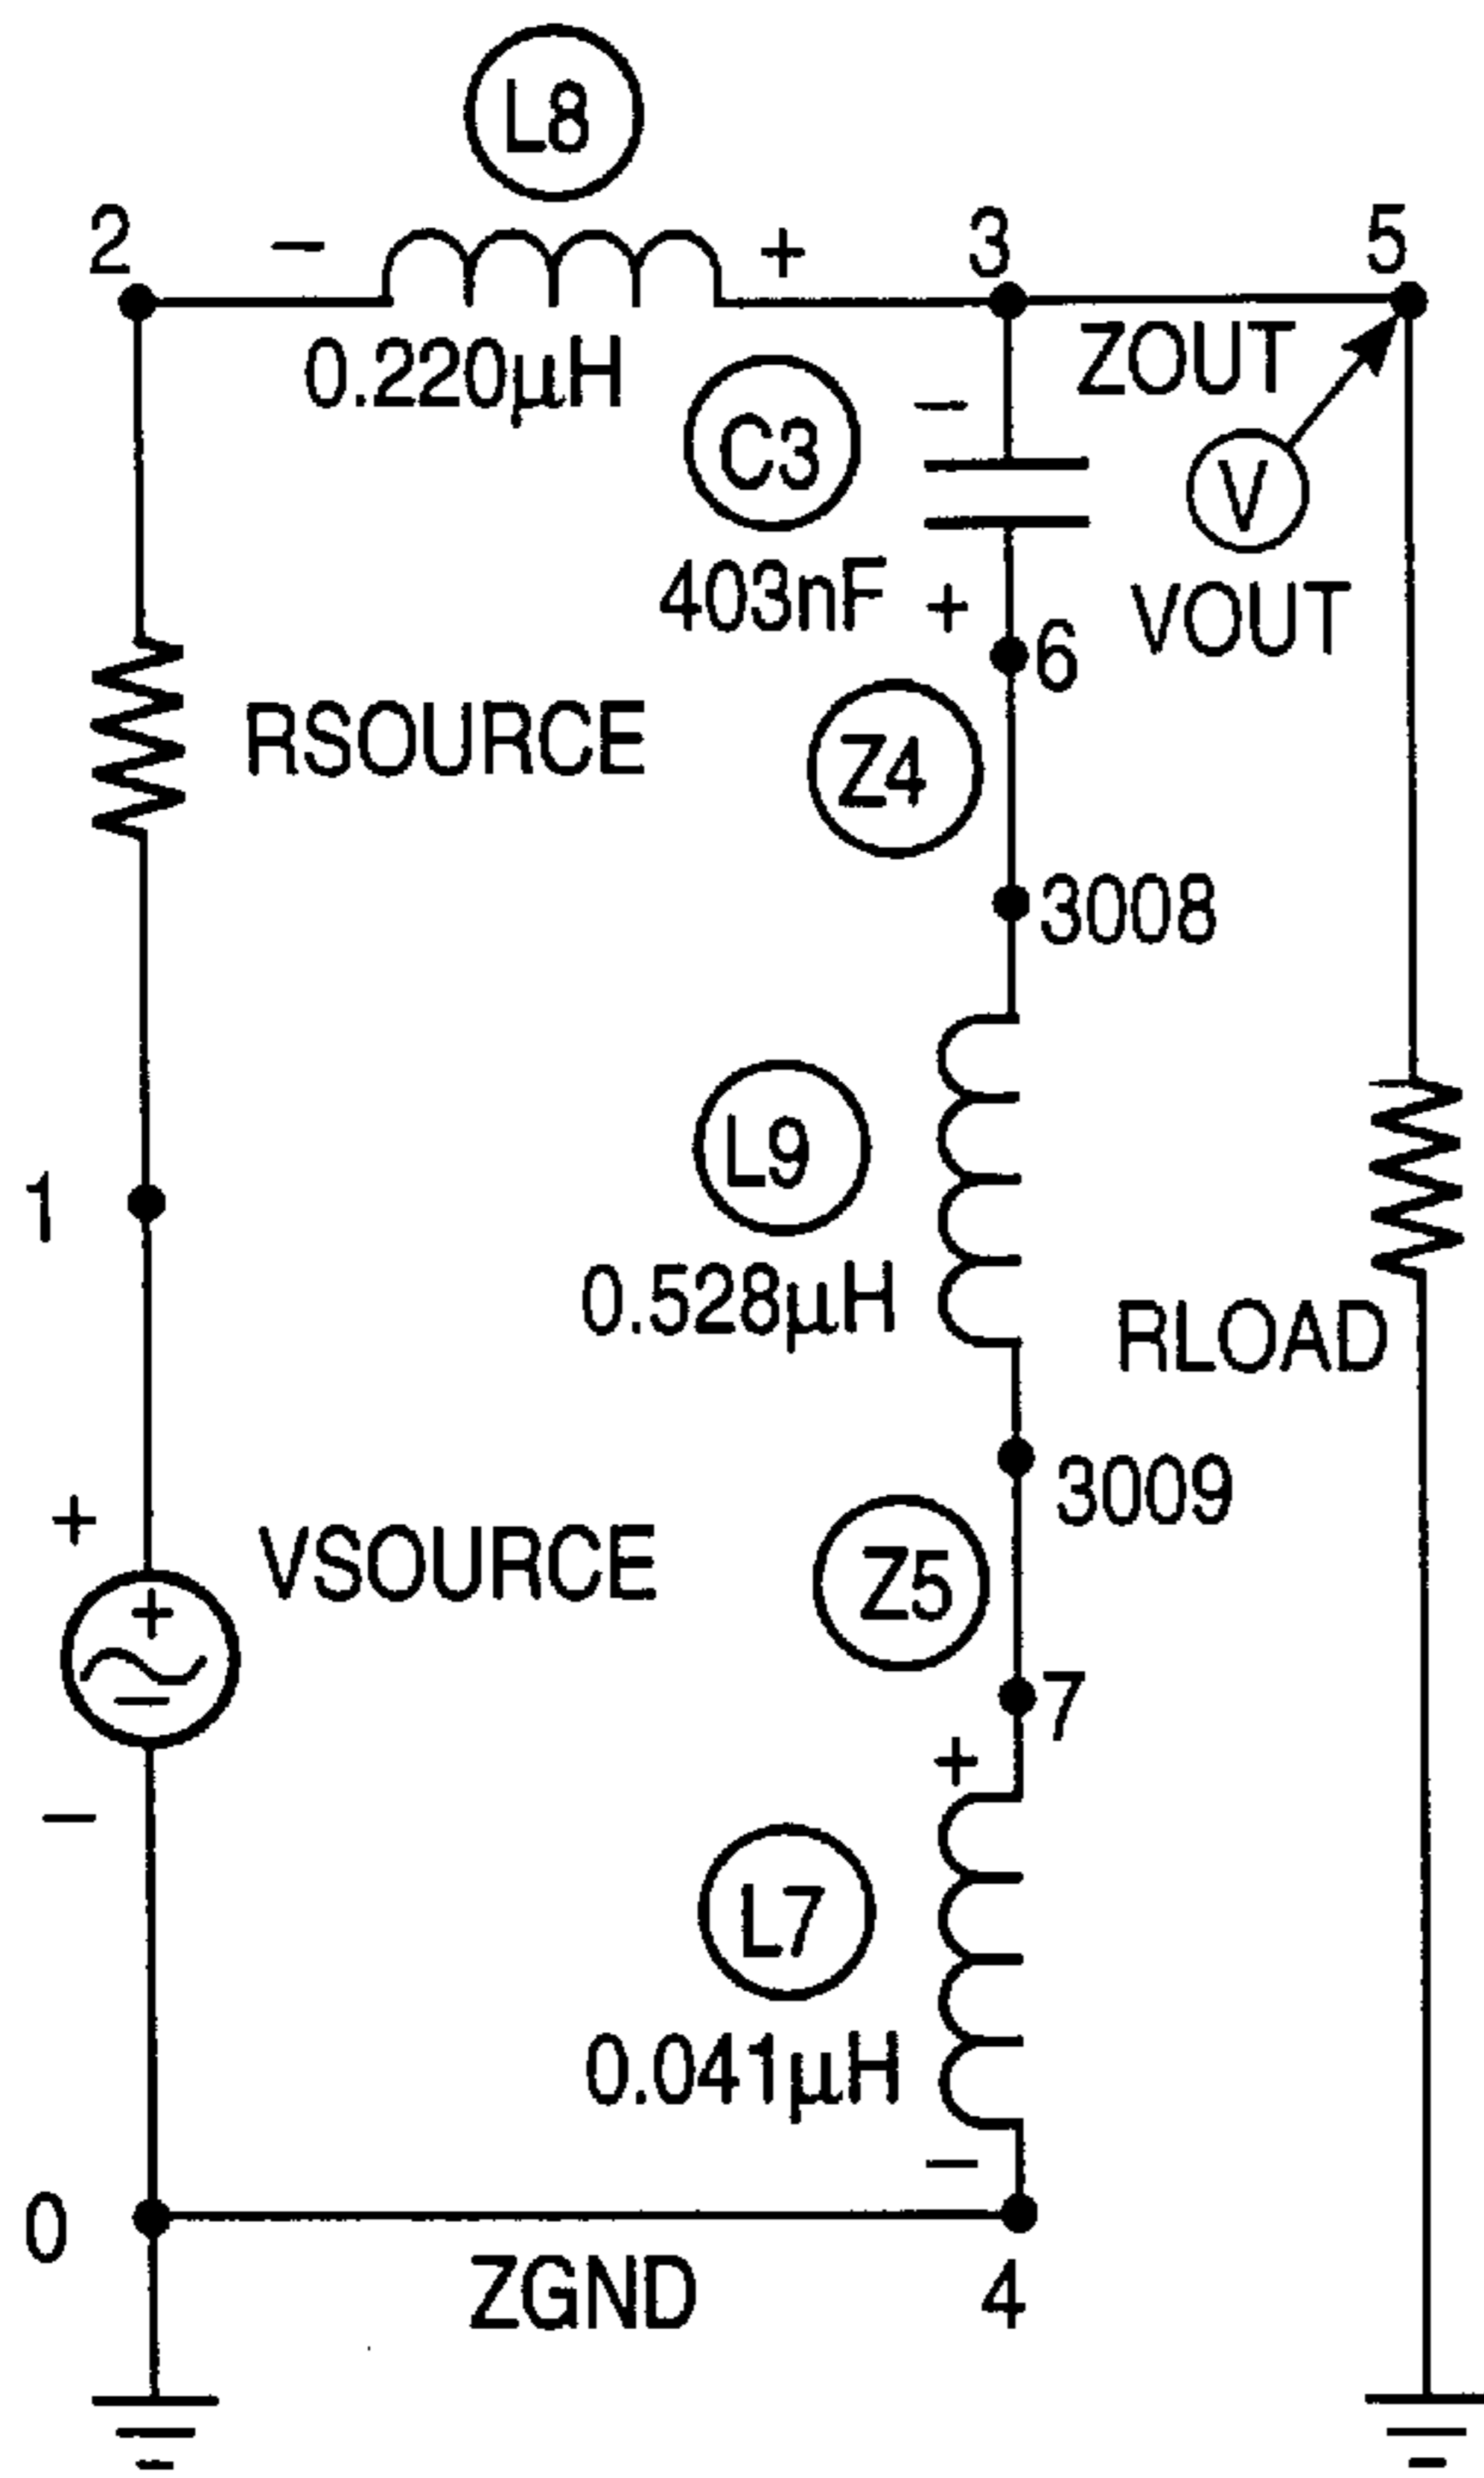 L8
2 − + 3 5
0.220μH
ZOUT
C3 −
V
403nF + 6
VOUT
RSOURCE
Z4
3008
L9
1
0.528μH
RLOAD
3009
+ VSOURCE
Z5
+
−
7
+
−
L7
0.041μH
−
0
ZGND 4